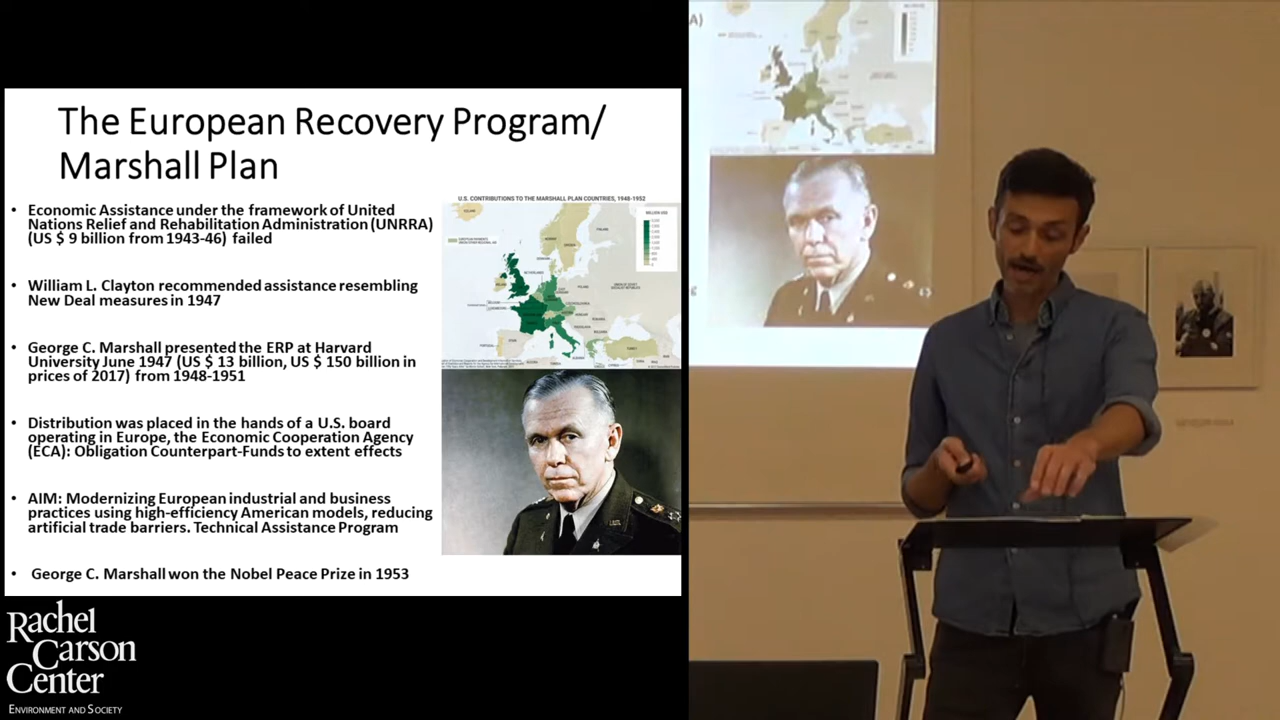 The European Recovery Program/
Marshall Plan
• Economic Assistance under the framework of United
Nations Relief and Rehabilitation Administration (UNRRA)
(US $ 9 billion from 1943-46) failed
• William L. Clayton recommended assistance resembling
New Deal measures in 1947
• George C. Marshall presented the ERP at Harvard
University June 1947 (US $ 13 billion, US $ 150 billion in
prices of 2017) from 1948-1951
• Distribution was placed in the hands of a U.S. board
operating in Europe, the Economic Cooperation Agency
(ECA): Obligation Counterpart-Funds to extent effects
• AIM: Modernizing European industrial and business
practices using high-efficiency American models, reducing
artificial trade barriers. Technical Assistance Program
• George C. Marshall won the Nobel Peace Prize in 1953
U.S. CONTRIBUTIONS TO THE MARSHALL PLAN COUNTRIES, 1948-1952
A)
Rachel
Carson
Center
ENVIRONMENT AND SOCIETY